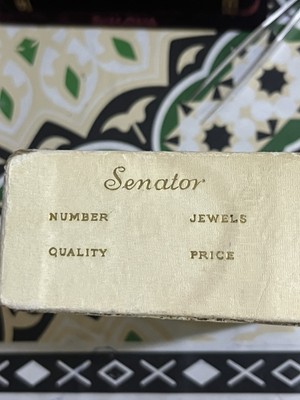 Senator
NUMBER JEWELS
QUALITY PRICE